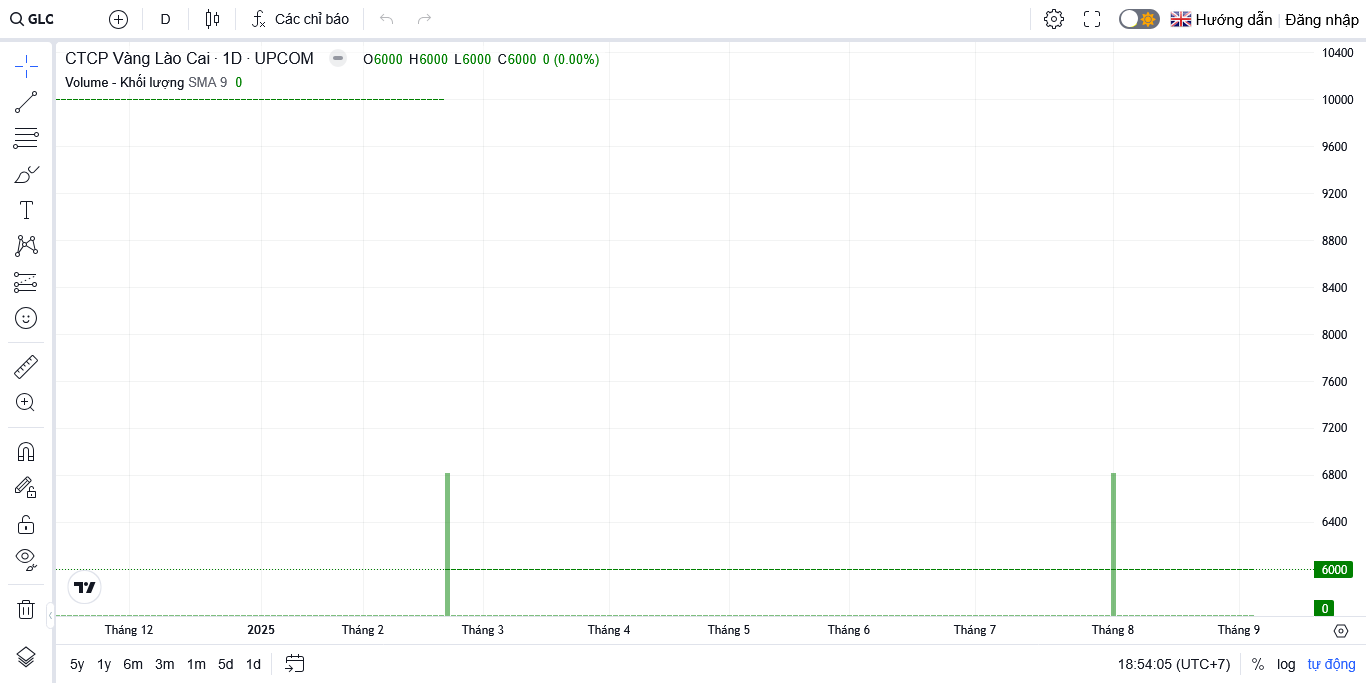 GLC D Các chỉ báo Hướng dẫn Đăng nhập
CTCP Vàng Lào Cai · 1D · UPCOM O6000 H6000 L6000 C6000 0 (0.00%)
Volume - Khối lượng SMA 9 0
10400
10000
9600
9200
8800
8400
8000
7600
7200
6800
6400
6000
0
Tháng 12 2025 Tháng 2 Tháng 3 Tháng 4 Tháng 5 Tháng 6 Tháng 7 Tháng 8 Tháng 9
5y 1y 6m 3m 1m 5d 1d 18:54:05 (UTC+7) % log tự động